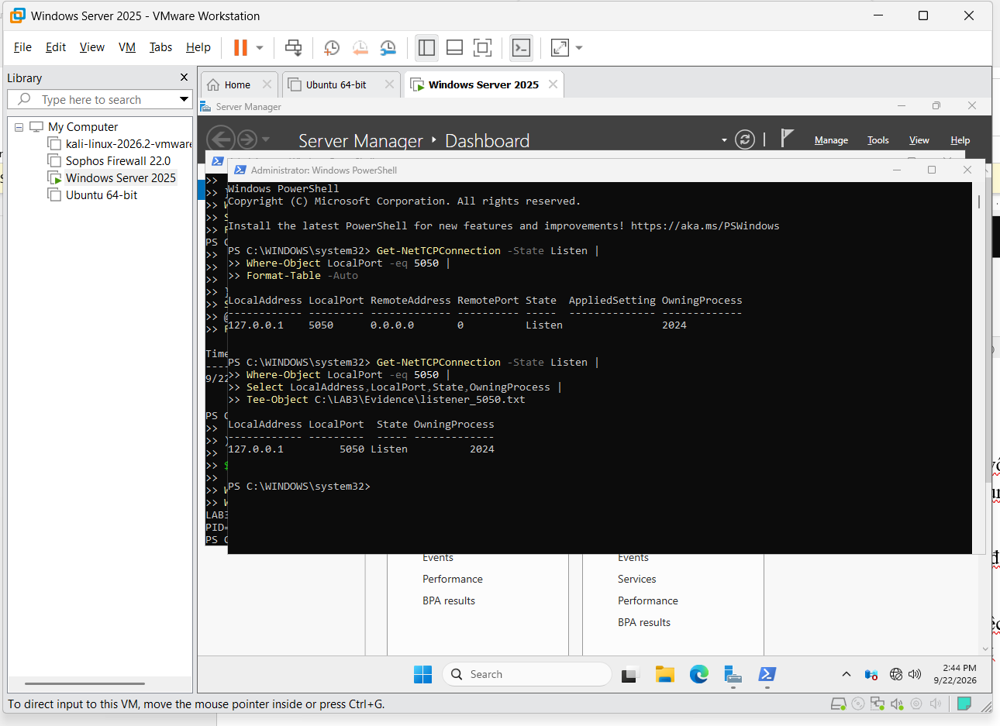 Windows Server 2025 - VMware Workstation
File Edit View VM Tabs Help
Library
Type here to search
My Computer
kali-linux-2026.2-vmware
Sophos Firewall 22.0
Windows Server 2025
Ubuntu 64-bit
Home
Ubuntu 64-bit
Windows Server 2025
Server Manager
Server Manager Dashboard
Manage Tools View Help
Administrator: Windows PowerShell
Windows PowerShell
Copyright (C) Microsoft Corporation. All rights reserved.
Install the latest PowerShell for new features and improvements! https://aka.ms/PSWindows
PS C:\WINDOWS\system32> Get-NetTCPConnection -State Listen |
>> Where-Object LocalPort -eq 5050 |
>> Format-Table -Auto
LocalAddress LocalPort RemoteAddress RemotePort State AppliedSetting OwningProcess
------------ --------- ------------- ---------- ----- -------------- -------------
127.0.0.1 5050 0.0.0.0 0 Listen 2024
PS C:\WINDOWS\system32> Get-NetTCPConnection -State Listen |
>> Where-Object LocalPort -eq 5050 |
>> Select LocalAddress,LocalPort,State,OwningProcess |
>> Tee-Object C:\LAB3\Evidence\listener_5050.txt
LocalAddress LocalPort State OwningProcess
------------ --------- ----- -------------
127.0.0.1 5050 Listen 2024
PS C:\WINDOWS\system32>
>>
>> ]
>> W
>> S
>> F
PS C
>>
>>
>>
>> ]
>> S
>> @
>> F
Time
----
9/22
PS C
>>
>> )
>>
>> $
>>
>> W
>> W
LAB3
PID=
PS C
Events
Performance
BPA results
Events
Services
Performance
BPA results
Search
2:44 PM
9/22/2026
To direct input to this VM, move the mouse pointer inside or press Ctrl+G.